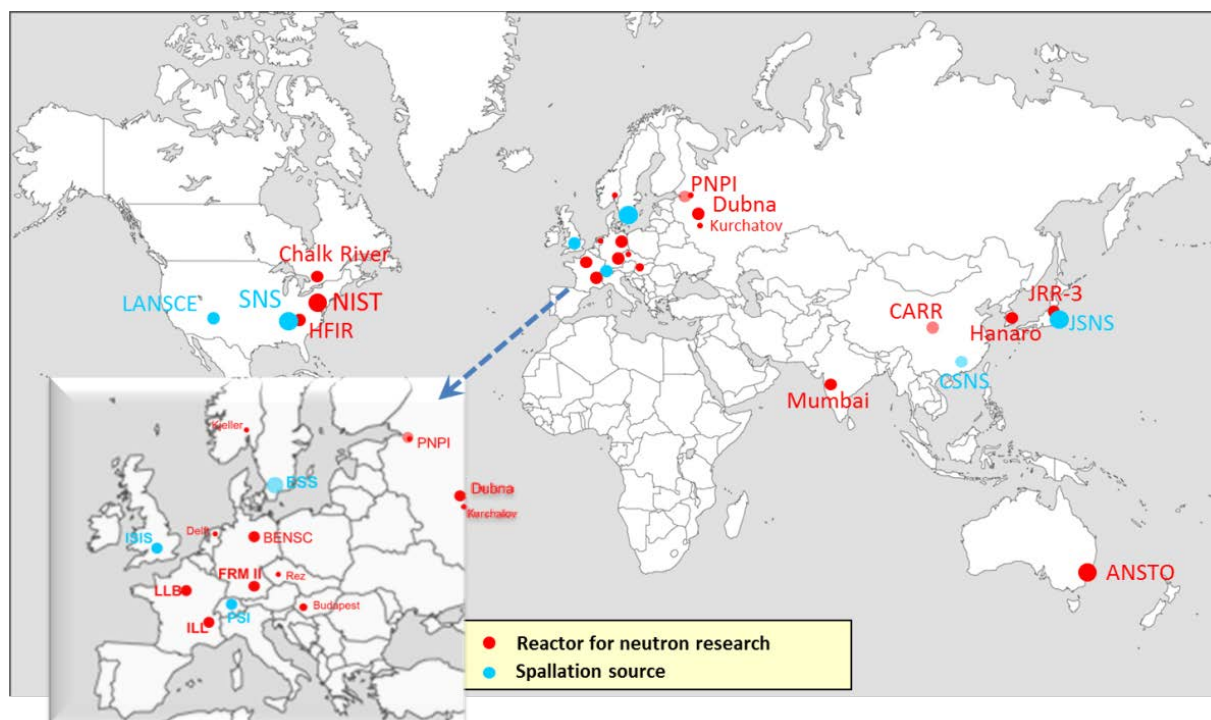 PNPI
Dubna
Kurchatov
Chalk River
LANSCE
SNS
NIST
HFIR
CARR
JRR-3
Hanaro
JSNS
CSNS
Mumbai
ANSTO
Kjeller
PNPI
ESS
Dubna
Kurchatov
ISIS
Delft
BENSC
FRM II
Rez
LLB
PSI
Budapest
ILL
Reactor for neutron research
Spallation source